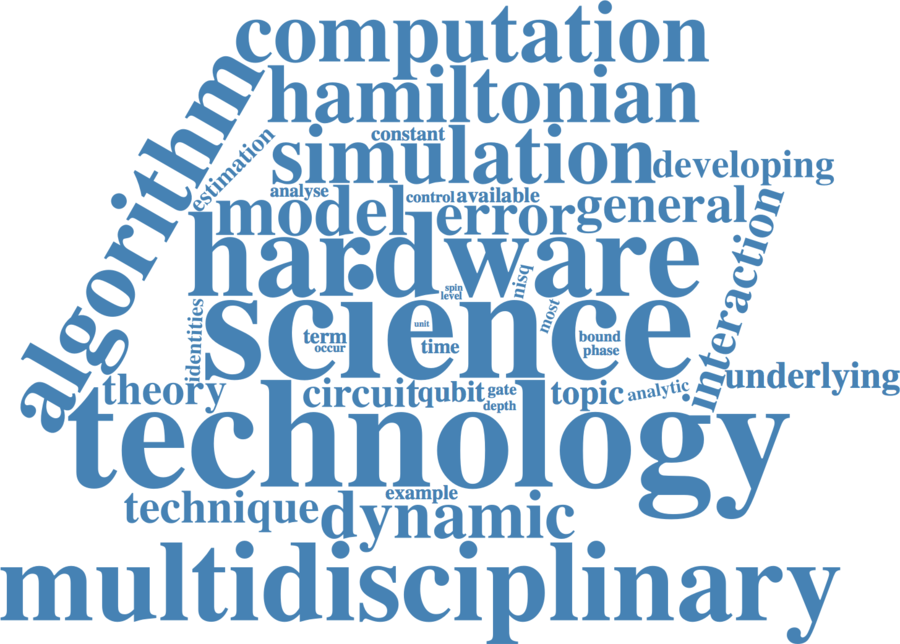 computation
hamiltonian
algorithm
estimation
constant
simulation
developing
analyse
control
available
model
error
general
interaction
hardware
nisq
spin
level
identities
science
most
unit
term
occur
time
bound
phase
theory
circuit
qubit
gate
depth
topic
analytic
underlying
technology
example
technique
dynamic
multidisciplinary